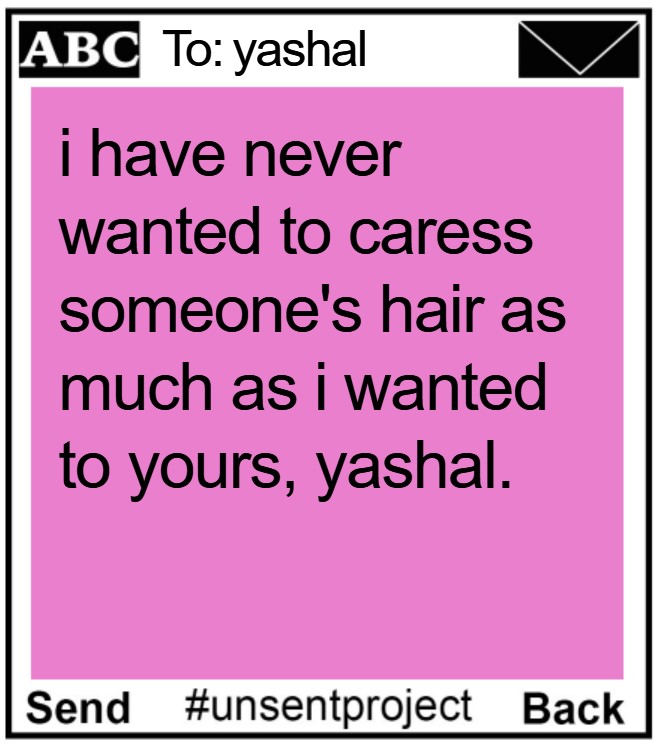 ABC To: yashal
i have never
wanted to caress
someone's hair as
much as i wanted
to yours, yashal.
Send #unsentproject Back